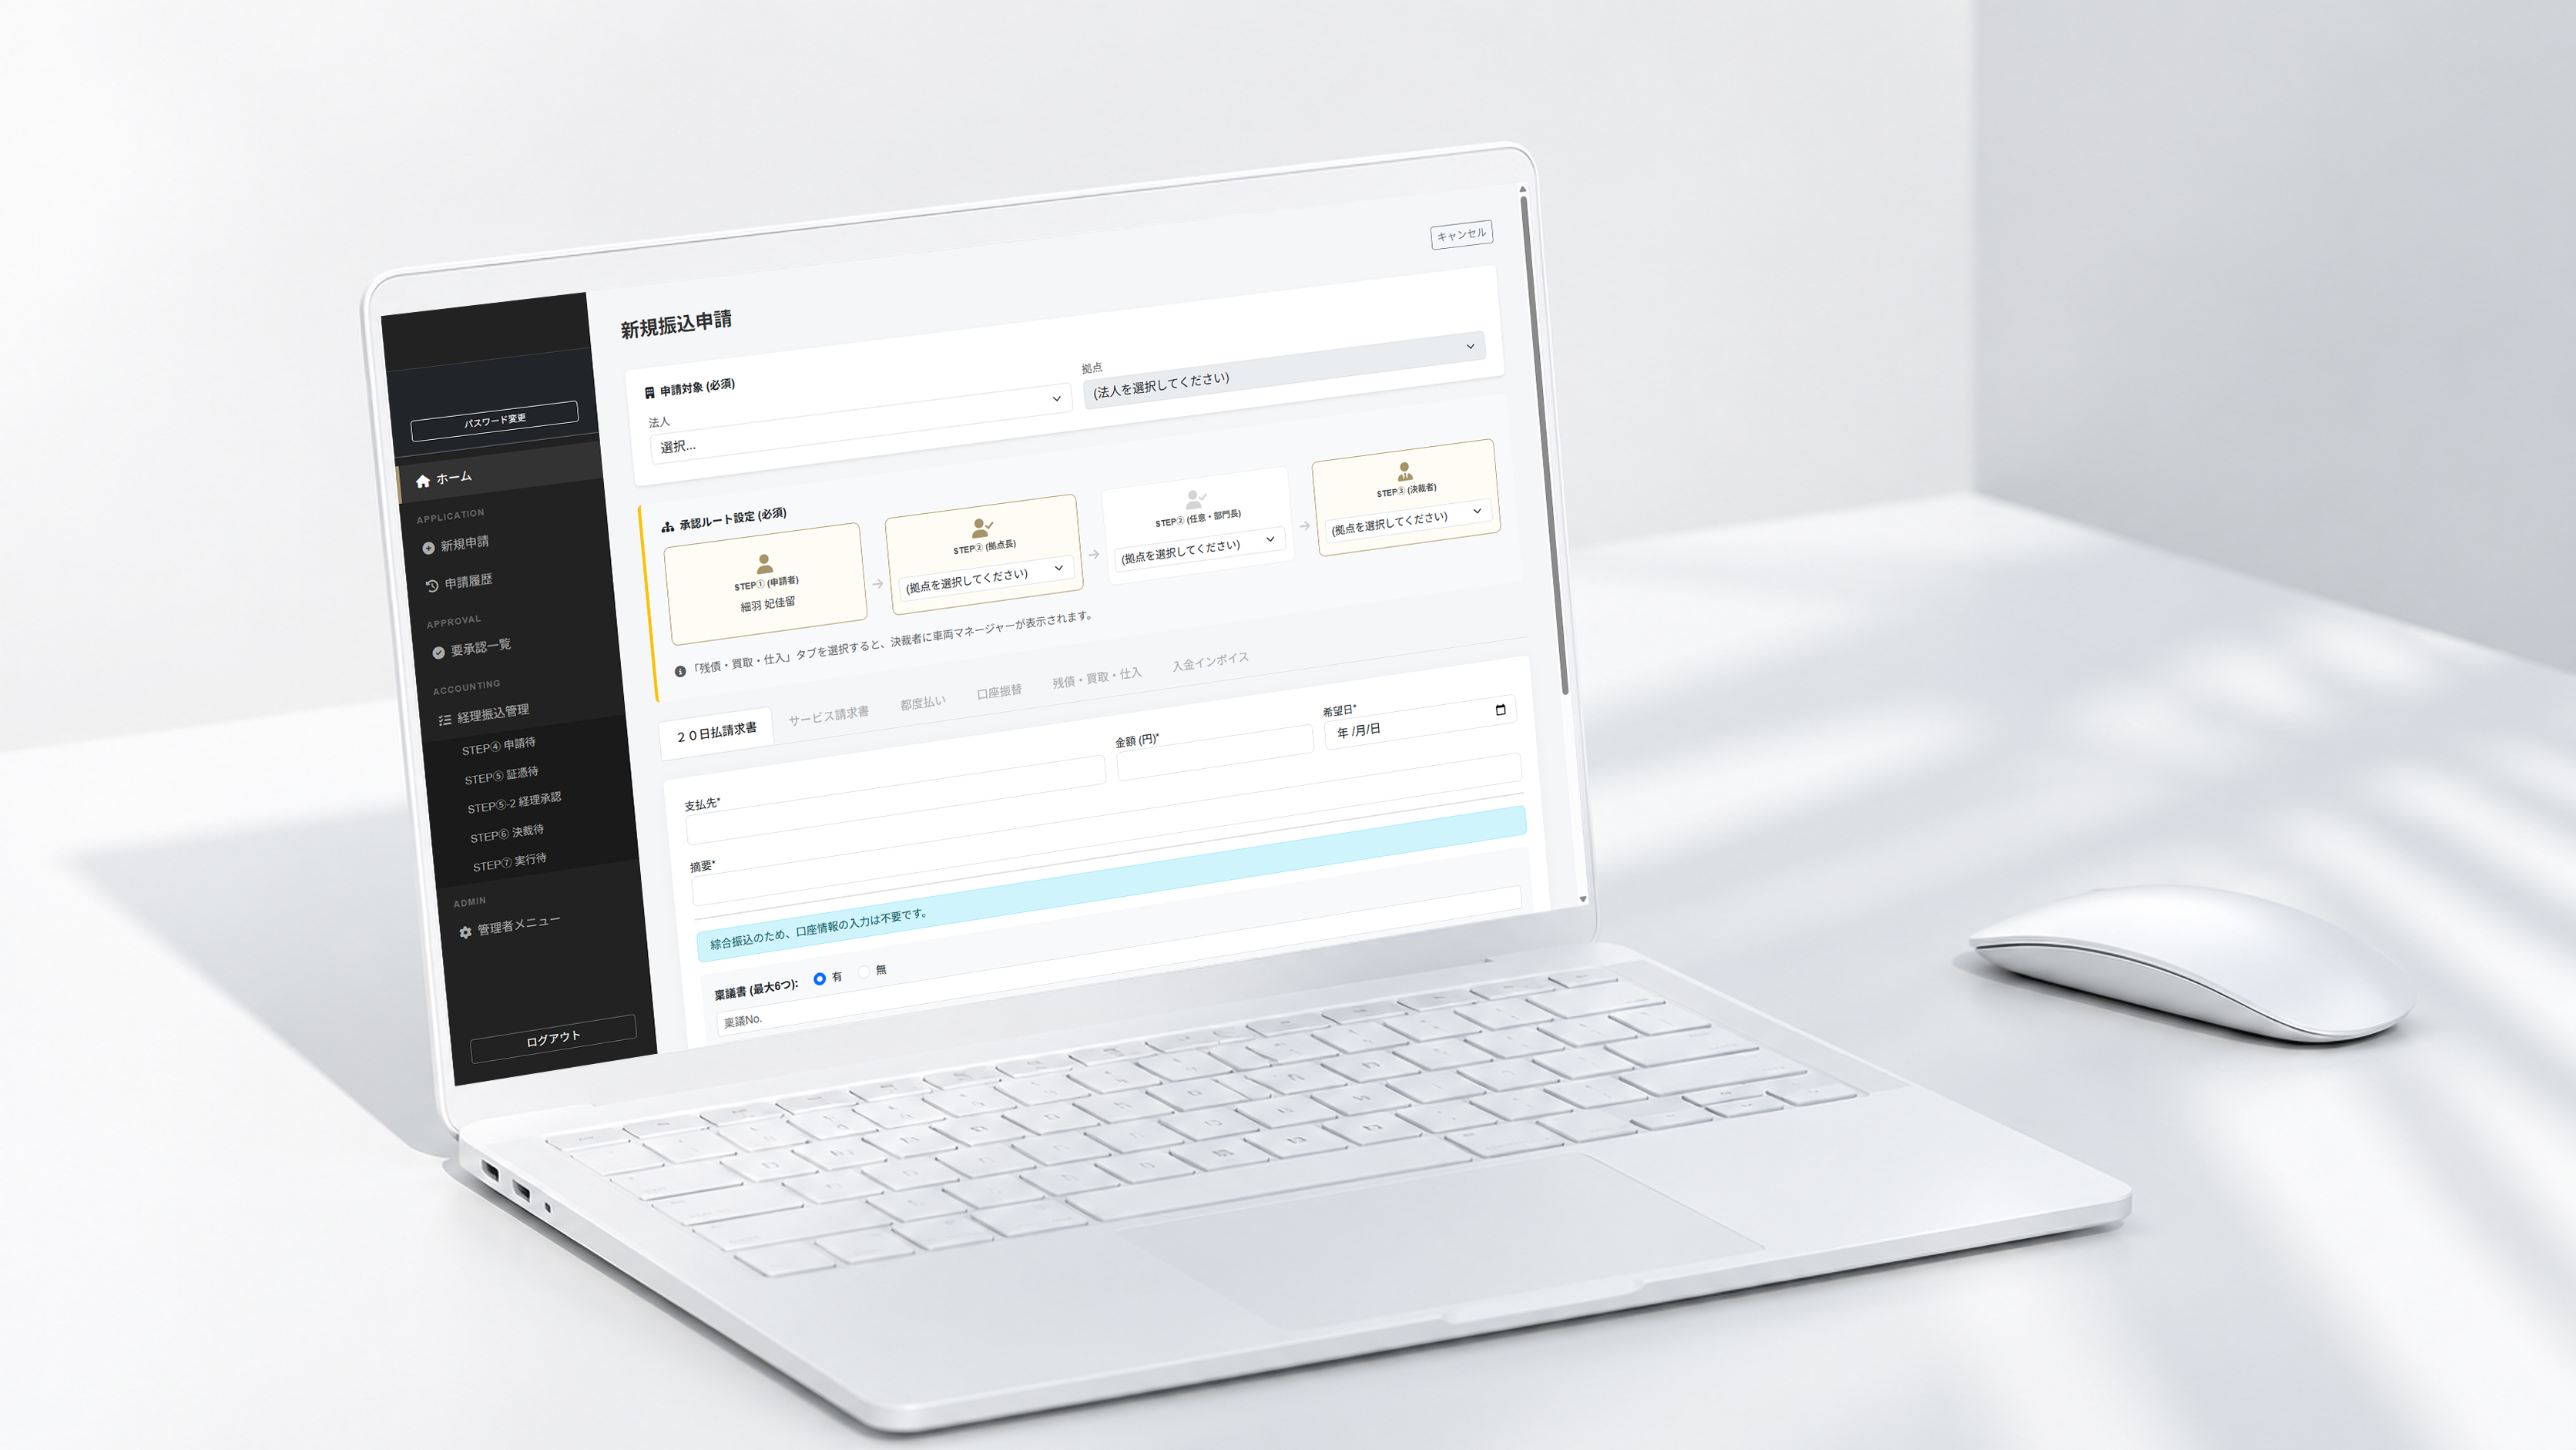 キャンセル
新規振込申請
申請対象 (必須)
法人
選択...
拠点
(法人を選択してください)
承認ルート設定 (必須)
STEP① (申請者)
細羽 妃佳留
STEP② (拠点長)
(拠点を選択してください)
STEP② (任意・部門長)
(拠点を選択してください)
STEP③ (決裁者)
(拠点を選択してください)
「残債・買取・仕入」タブを選択すると、決裁者に車両マネージャーが表示されます。
２０日払請求書
サービス請求書
都度払い
口座振替
残債・買取・仕入
入金インボイス
支払先*
金額 (円)*
希望日*
年 /月/日
摘要*
綜合振込のため、口座情報の入力は不要です。
稟議書 (最大6つ):
有
無
稟議No.
パスワード変更
ホーム
APPLICATION
新規申請
申請履歴
APPROVAL
要承認一覧
ACCOUNTING
経理振込管理
STEP④ 申請待
STEP⑤ 証憑待
STEP⑤-2 経理承認
STEP⑥ 決裁待
STEP⑦ 実行待
ADMIN
管理者メニュー
ログアウト